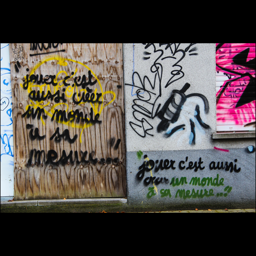 "jouer c'est
aussi créer
un monde
à sa
mesure..."
"jouer c'est aussi
créer un monde
à sa mesure.."